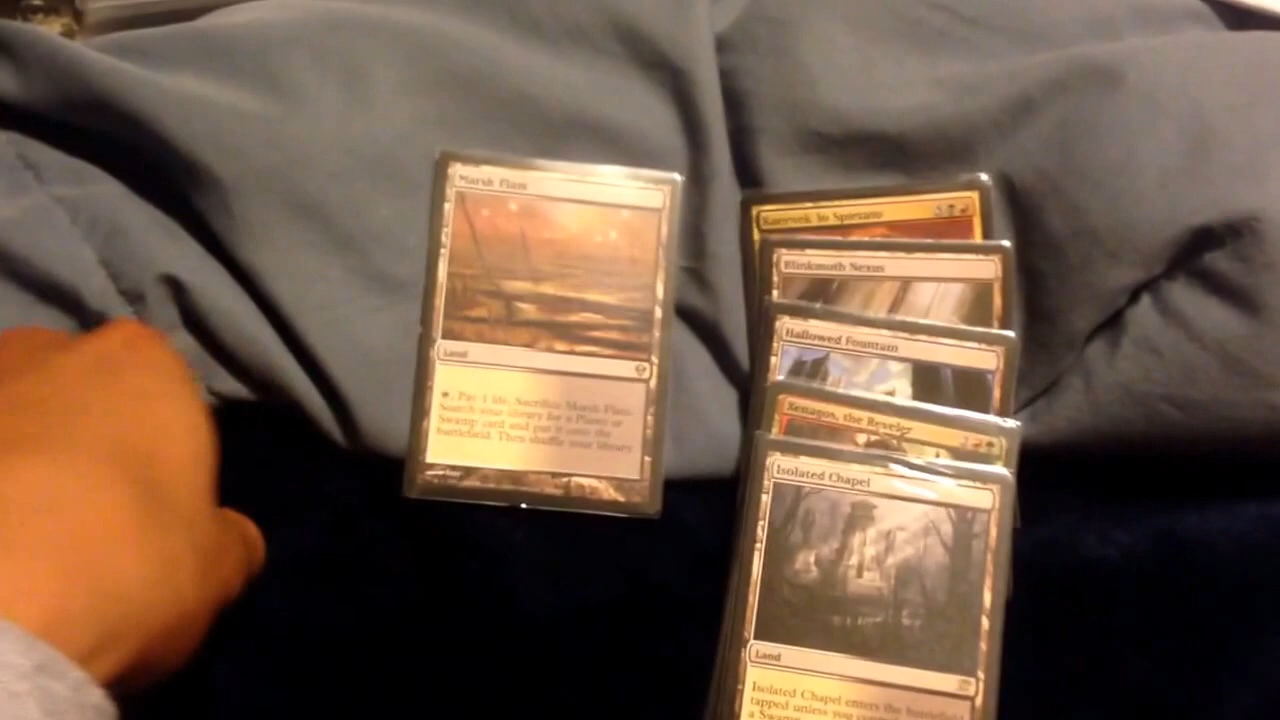 Marsh Flats
Land
: Pay 1 life, Sacrifice Marsh Flats:
Search your library for a Plains or
Swamp card and put it onto the
battlefield. Then shuffle your library.
Blinkmoth Nexus
Hallowed Fountain
Xenagos, the Reveler
Isolated Chapel
Land
Isolated Chapel enters the battlefield
tapped unless you control
a Swamp